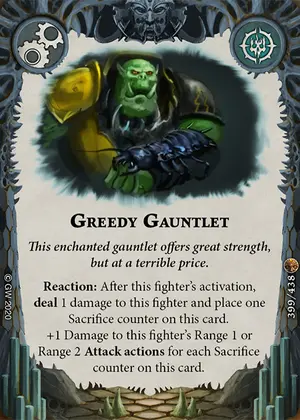 GREEDY GAUNTLET
This enchanted gauntlet offers great strength,
but at a terrible price.
Reaction: After this fighter's activation,
deal 1 damage to this fighter and place one
Sacrifice counter on this card.
+1 Damage to this fighter's Range 1 or
Range 2 Attack actions for each Sacrifice
counter on this card.
© GW 2020
399/438